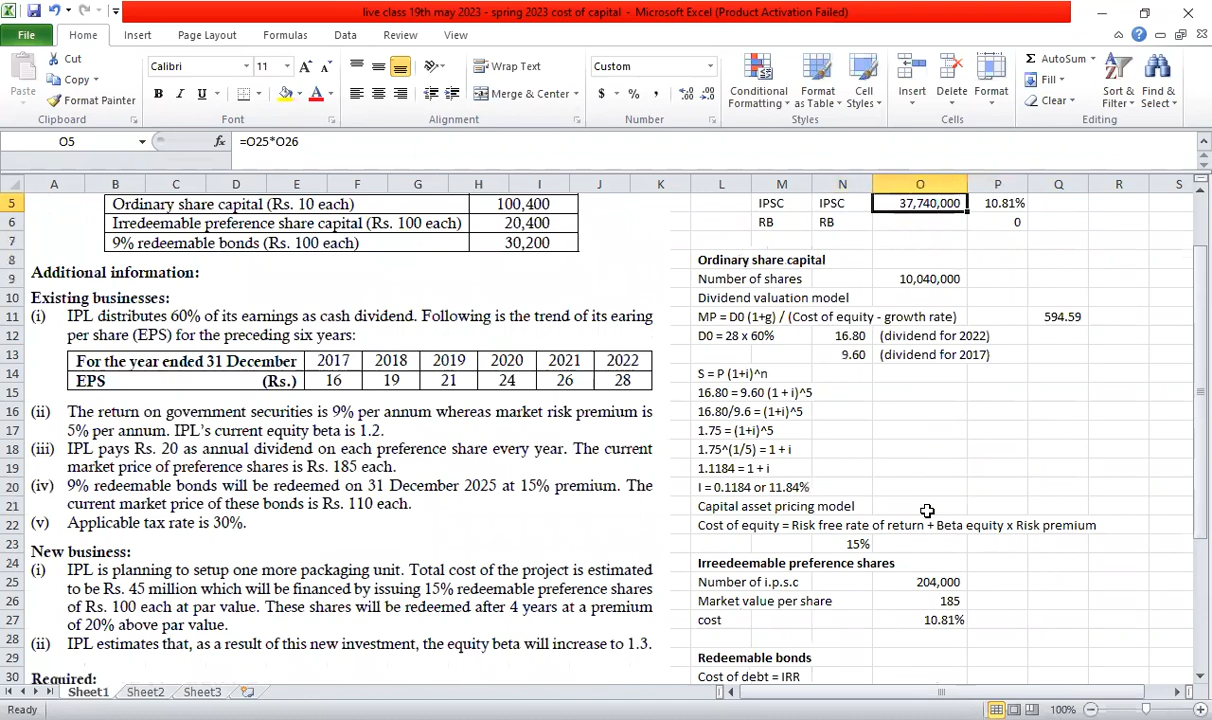 live class 19th may 2023 - spring 2023 cost of capital - Microsoft Excel (Product Activation Failed)
File Home Insert Page Layout Formulas Data Review View
Cut
Copy
Format Painter
Paste
Clipboard
Calibri 11
B I U
Font
Wrap Text
Merge & Center
Alignment
Custom
$ % ,
Number
Conditional Formatting
Format as Table
Cell Styles
Styles
Insert Delete Format
Cells
AutoSum
Fill
Clear
Sort & Filter
Find & Select
Editing
O5 fx =O25*O26
A B C D E F G H I J K L M N O P Q R S
5 Ordinary share capital (Rs. 10 each) 100,400 IPSC IPSC 37,740,000 10.81%
6 Irredeemable preference share capital (Rs. 100 each) 20,400 RB RB 0
7 9% redeemable bonds (Rs. 100 each) 30,200
8 Additional information: Ordinary share capital
9 Number of shares 10,040,000
10 Existing businesses: Dividend valuation model
11 (i) IPL distributes 60% of its earnings as cash dividend. Following is the trend of its earing MP = D0 (1+g) / (Cost of equity - growth rate) 594.59
12 per share (EPS) for the preceding six years: D0 = 28 x 60% 16.80 (dividend for 2022)
13 For the year ended 31 December 2017 2018 2019 2020 2021 2022 9.60 (dividend for 2017)
14 EPS (Rs.) 16 19 21 24 26 28 S = P (1+i)^n
15 16.80 = 9.60 (1 + i)^5
16 (ii) The return on government securities is 9% per annum whereas market risk premium is 16.80/9.6 = (1+i)^5
17 5% per annum. IPL's current equity beta is 1.2. 1.75 = (1+i)^5
18 (iii) IPL pays Rs. 20 as annual dividend on each preference share every year. The current 1.75^(1/5) = 1 + i
19 market price of preference shares is Rs. 185 each. 1.1184 = 1 + i
20 (iv) 9% redeemable bonds will be redeemed on 31 December 2025 at 15% premium. The I = 0.1184 or 11.84%
21 current market price of these bonds is Rs. 110 each. Capital asset pricing model
22 (v) Applicable tax rate is 30%. Cost of equity = Risk free rate of return + Beta equity x Risk premium
23 New business: 15%
24 (i) IPL is planning to setup one more packaging unit. Total cost of the project is estimated Irreedeemable preference shares
25 to be Rs. 45 million which will be financed by issuing 15% redeemable preference shares Number of i.p.s.c 204,000
26 of Rs. 100 each at par value. These shares will be redeemed after 4 years at a premium Market value per share 185
27 of 20% above par value. cost 10.81%
28 (ii) IPL estimates that, as a result of this new investment, the equity beta will increase to 1.3.
29 Redeemable bonds
30 Required: Cost of debt = IRR
Sheet1 Sheet2 Sheet3
Ready 100%